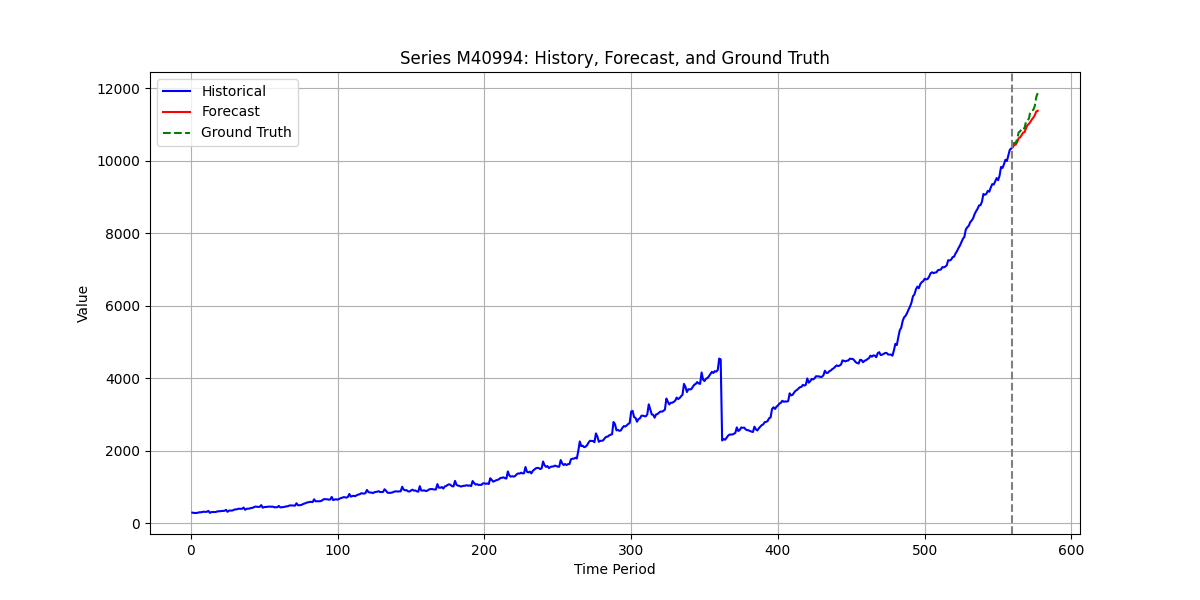 Series M40994: History, Forecast, and Ground Truth
Historical
Forecast
Ground Truth
12000
10000
8000
6000
4000
2000
0
Value
0 100 200 300 400 500 600
Time Period